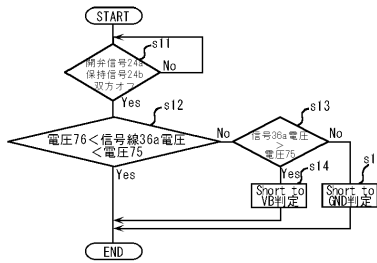 START
s11
開弁信号24a
保持信号24b
双方オフ
No
Yes
s12
電圧76＜信号線36a電圧
＜電圧75
No
Yes
s13
信号36a電圧
＞
電圧75
No
Yes
s14
Short to
VB判定
s1
Short to
GND判定
END